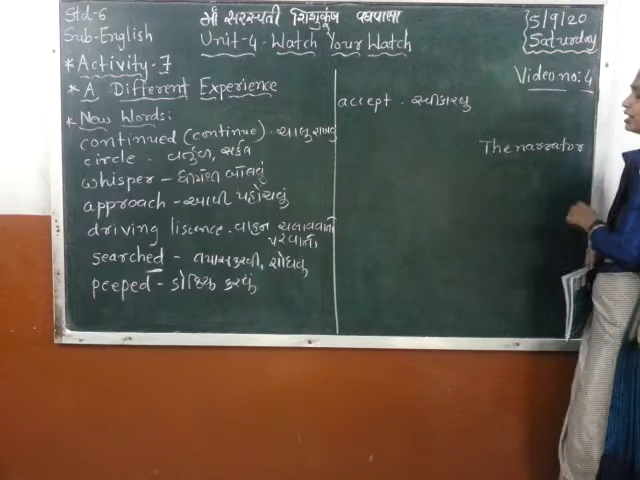 Std-6
માઁ સરસ્વતી શિશુકુંજ પાઠશાલા
5/9/20
Sub-English
Unit-4-Watch Your Watch
Saturday
* Activity-7
Video no: 4
* A Different Experience
* New Words:
continued (continue) . ચાલુ રાખવુ
circle . વર્તુળ, સર્કલ
whisper - ધીમેથી બોલવું
approach - આવી પહોંચવું
driving liscence . વાહન ચલાવવાનો
પરવાનો
searched - તપાસ કરવી, શોધવુ
peeped - ડોકિયુ કરવું
accept . સ્વીકારવુ
The narrator